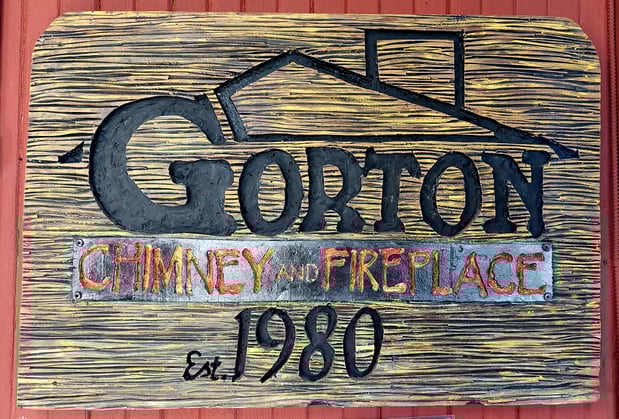 GORTON
CHIMNEY AND FIREPLACE
Est. 1980